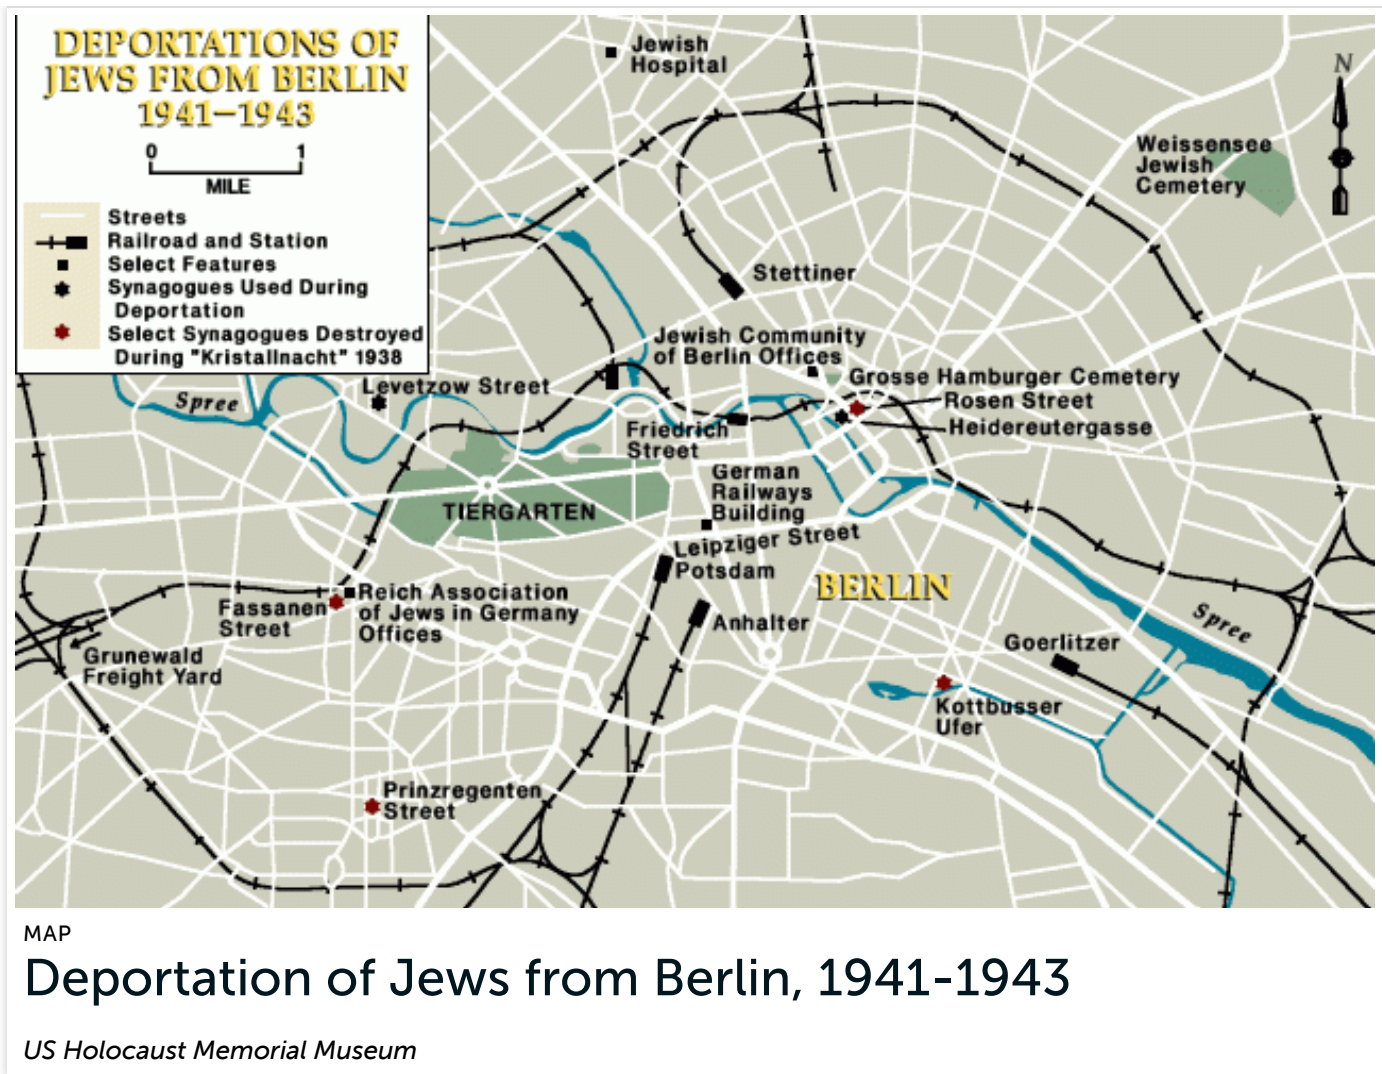 DEPORTATIONS OF
JEWS FROM BERLIN
1941–1943
0 1
MILE
Streets
Railroad and Station
Select Features
Synagogues Used During
Deportation
Select Synagogues Destroyed
During "Kristallnacht" 1938
Jewish
Hospital
N
Weissensee
Jewish
Cemetery
Stettiner
Jewish Community
of Berlin Offices
Levetzow Street
Spree
Grosse Hamburger Cemetery
Rosen Street
Heidereutergasse
Friedrich
Street
German
Railways
Building
TIERGARTEN
Leipziger Street
Potsdam
BERLIN
Reich Association
of Jews in Germany
Offices
Fassanen
Street
Anhalter
Spree
Goerlitzer
Grunewald
Freight Yard
Kottbusser
Ufer
Prinzregenten
Street
MAP
Deportation of Jews from Berlin, 1941-1943
US Holocaust Memorial Museum